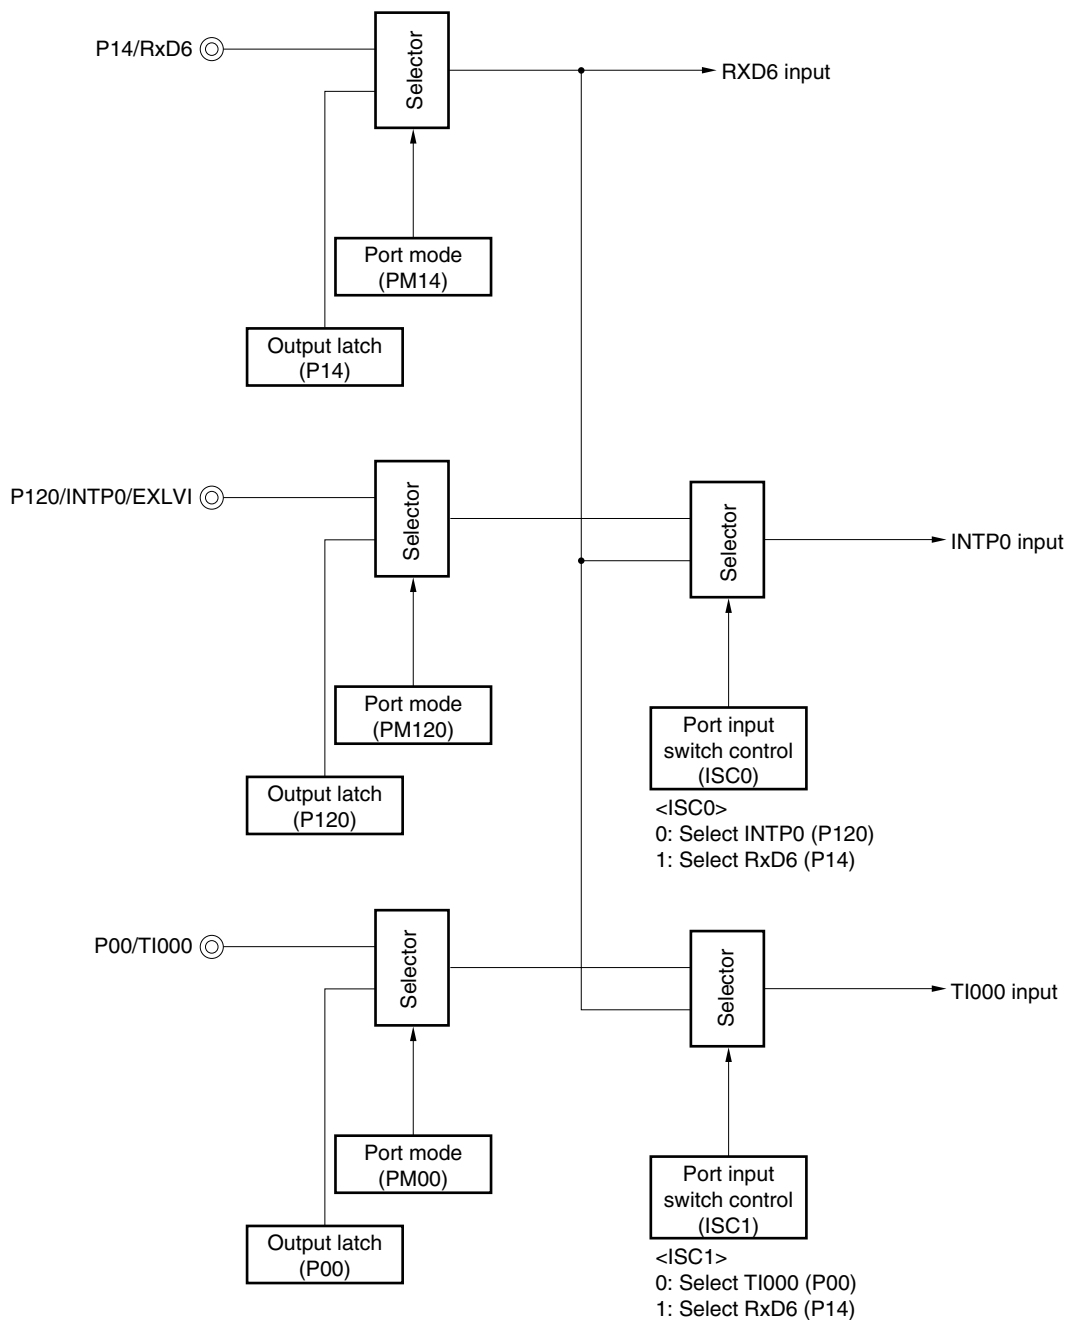 P14/RxD6
Selector
RXD6 input
Port mode
(PM14)
Output latch
(P14)
P120/INTP0/EXLVI
Selector
Selector
INTP0 input
Port mode
(PM120)
Port input
switch control
(ISC0)
Output latch
(P120)
<ISC0>
0: Select INTP0 (P120)
1: Select RxD6 (P14)
P00/TI000
Selector
Selector
TI000 input
Port mode
(PM00)
Port input
switch control
(ISC1)
Output latch
(P00)
<ISC1>
0: Select TI000 (P00)
1: Select RxD6 (P14)